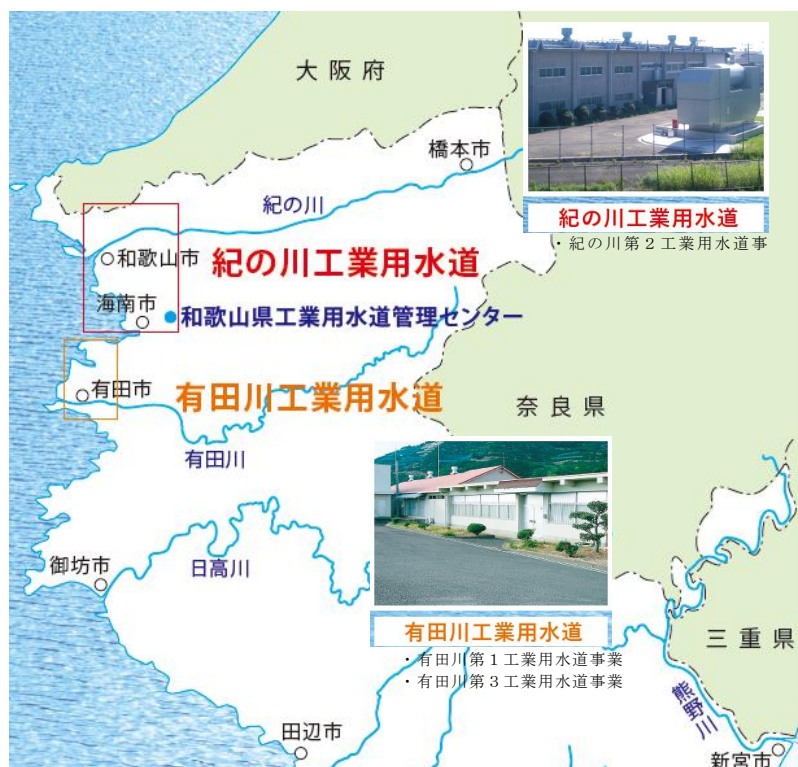 大阪府
橋本市
紀の川
紀の川工業用水道
・紀の川第２工業用水道事
和歌山市
紀の川工業用水道
海南市
和歌山県工業用水道管理センター
有田市
有田川工業用水道
奈良県
有田川
御坊市
日高川
有田川工業用水道
・有田川第１工業用水道事業
・有田川第３工業用水道事業
三重県
熊野川
田辺市
新宮市